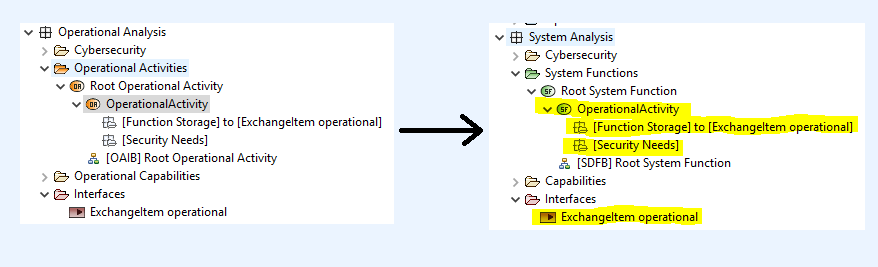 Operational Analysis
Cybersecurity
Operational Activities
OA Root Operational Activity
OA OperationalActivity
[Function Storage] to [ExchangeItem operational]
[Security Needs]
[OAIB] Root Operational Activity
Operational Capabilities
Interfaces
ExchangeItem operational
System Analysis
Cybersecurity
System Functions
SF Root System Function
SF OperationalActivity
[Function Storage] to [ExchangeItem operational]
[Security Needs]
[SDFB] Root System Function
Capabilities
Interfaces
ExchangeItem operational